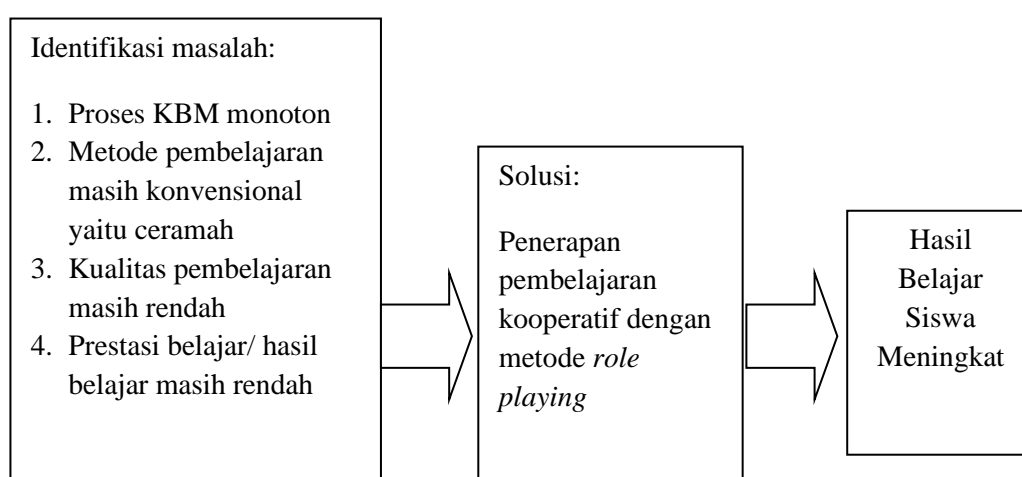 Identifikasi masalah:
1. Proses KBM monoton
2. Metode pembelajaran
masih konvensional
yaitu ceramah
3. Kualitas pembelajaran
masih rendah
4. Prestasi belajar/ hasil
belajar masih rendah
Solusi:
Penerapan
pembelajaran
kooperatif dengan
metode role
playing
Hasil
Belajar
Siswa
Meningkat